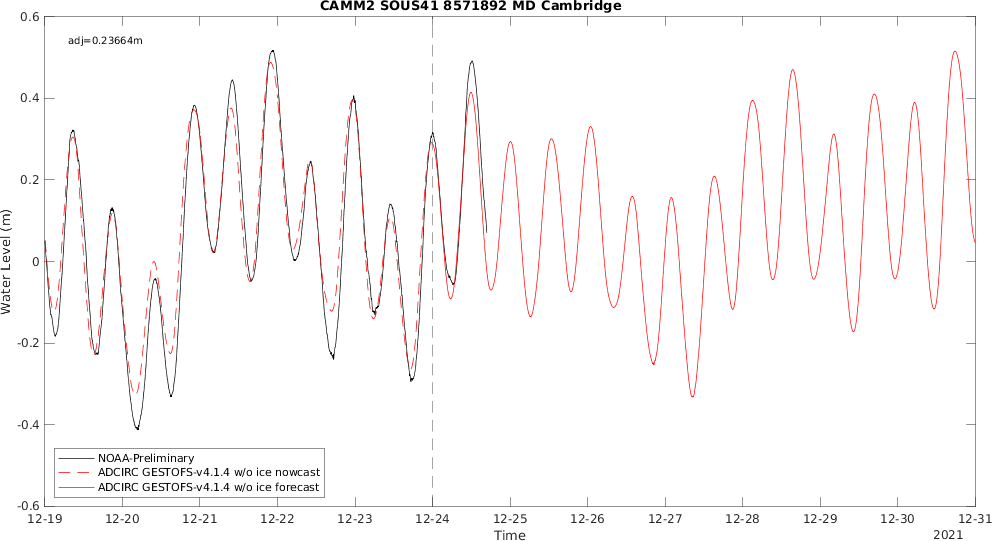 CAMM2 SOUS41 8571892 MD Cambridge
adj=0.23664m
Water Level (m)
0.6
0.4
0.2
0
-0.2
-0.4
-0.6
NOAA-Preliminary
ADCIRC GESTOFS-v4.1.4 w/o ice nowcast
ADCIRC GESTOFS-v4.1.4 w/o ice forecast
12-19 12-20 12-21 12-22 12-23 12-24 12-25 12-26 12-27 12-28 12-29 12-30 12-31
Time
2021